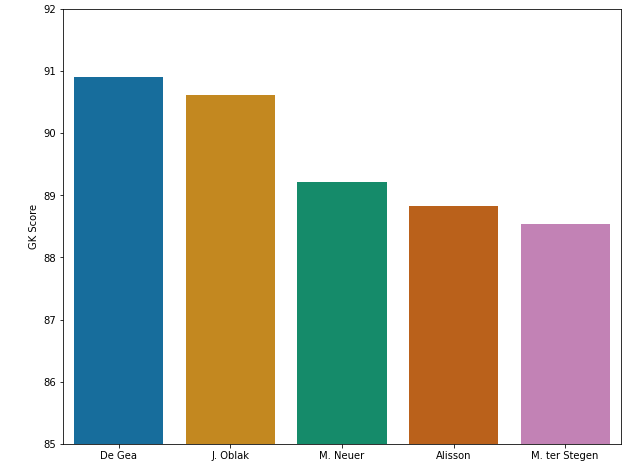 92
91
90
89
88
87
86
85
GK Score
De Gea
J. Oblak
M. Neuer
Alisson
M. ter Stegen